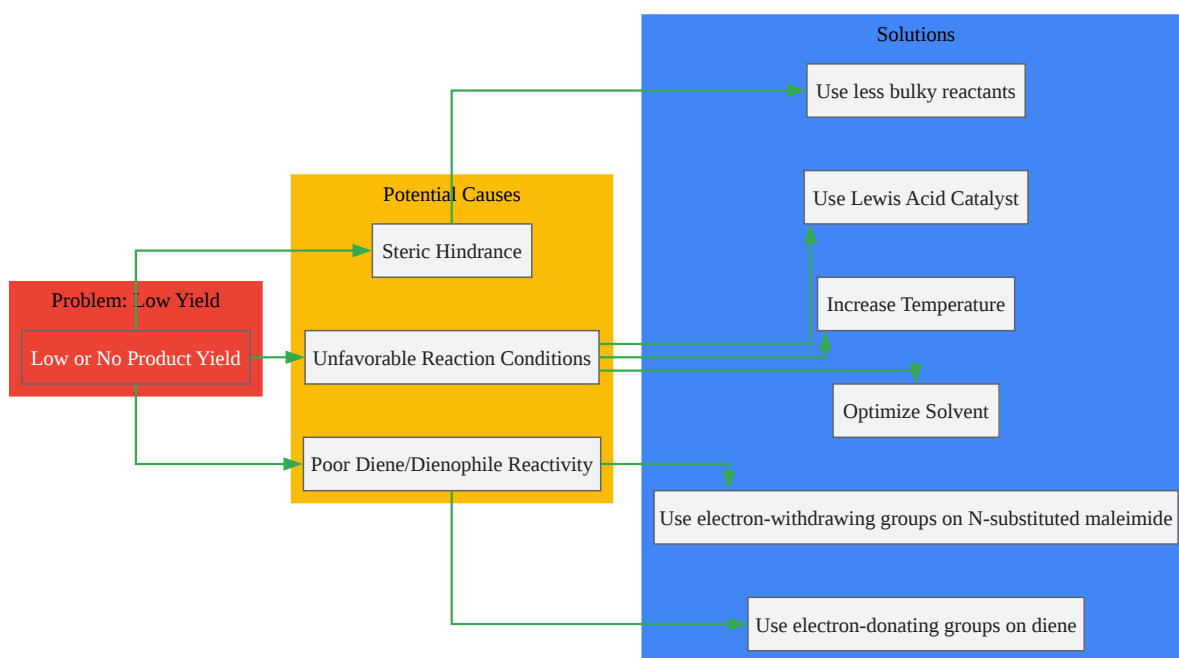 Problem: Low Yield
Low or No Product Yield
Potential Causes
Steric Hindrance
Unfavorable Reaction Conditions
Poor Diene/Dienophile Reactivity
Solutions
Use less bulky reactants
Use Lewis Acid Catalyst
Increase Temperature
Optimize Solvent
Use electron-withdrawing groups on N-substituted maleimide
Use electron-donating groups on diene